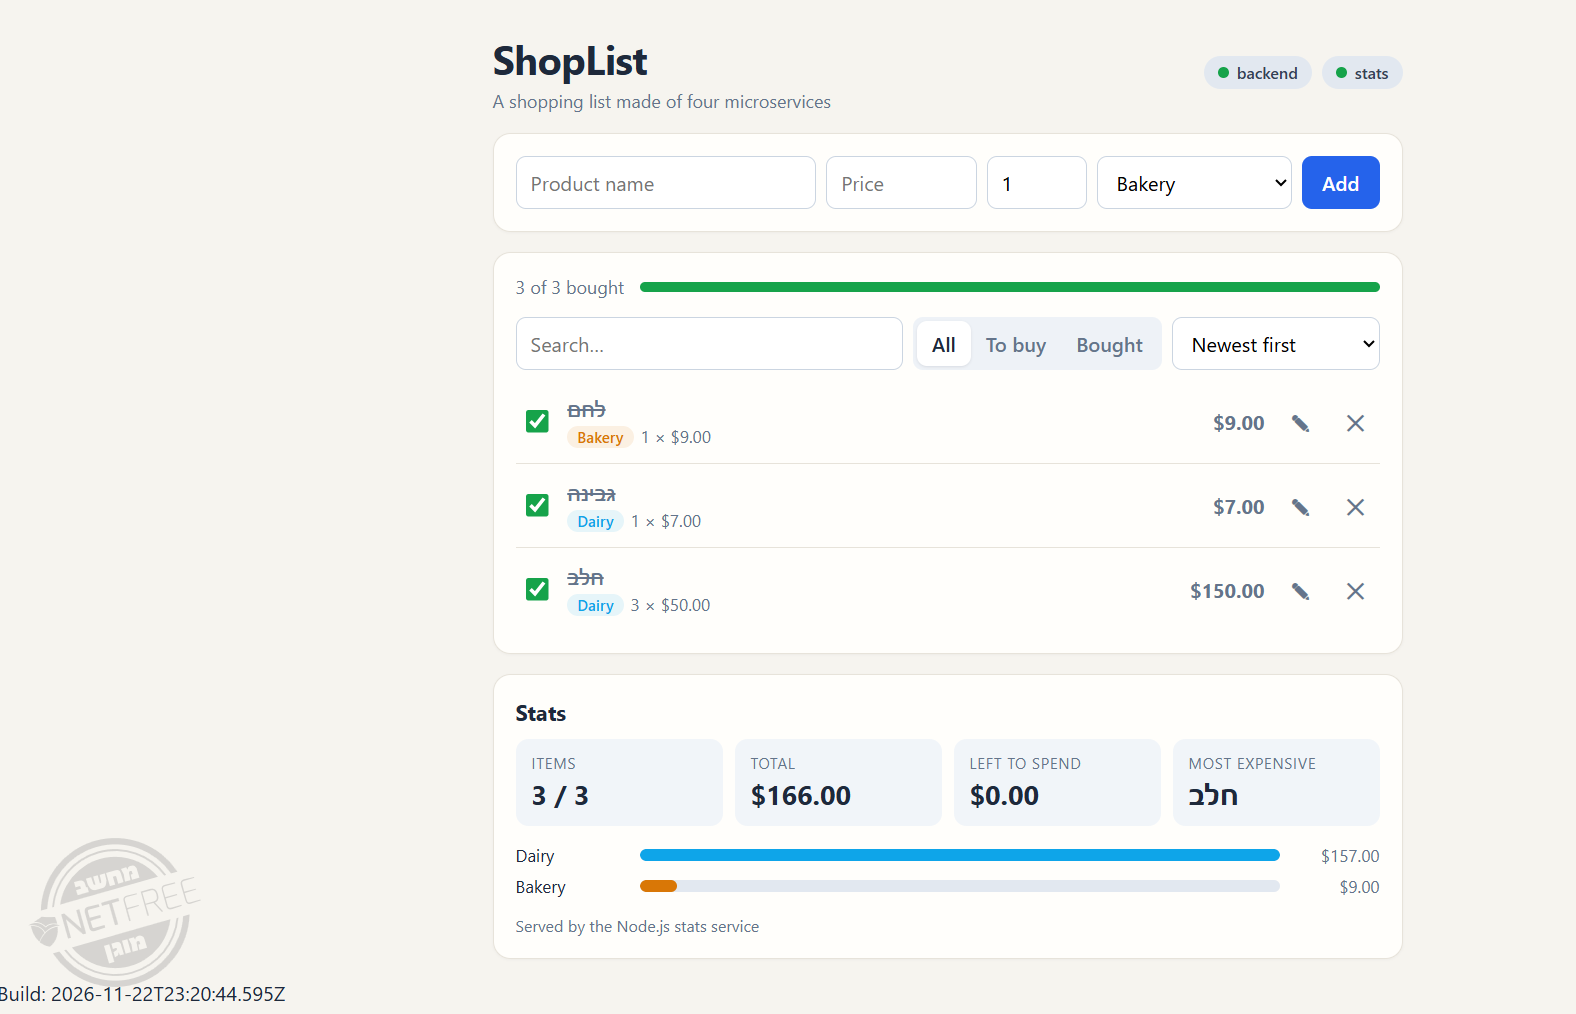 ShopList
A shopping list made of four microservices
backend
stats
Product name
Price
1
Bakery
Add
3 of 3 bought
Search...
All
To buy
Bought
Newest first
לחם
Bakery 1 × $9.00
$9.00
גבינה
Dairy 1 × $7.00
$7.00
חלב
Dairy 3 × $50.00
$150.00
Stats
ITEMS
3 / 3
TOTAL
$166.00
LEFT TO SPEND
$0.00
MOST EXPENSIVE
חלב
Dairy $157.00
Bakery $9.00
Served by the Node.js stats service
מחשב
NETFREE
מוגן
Build: 2026-11-22T23:20:44.595Z